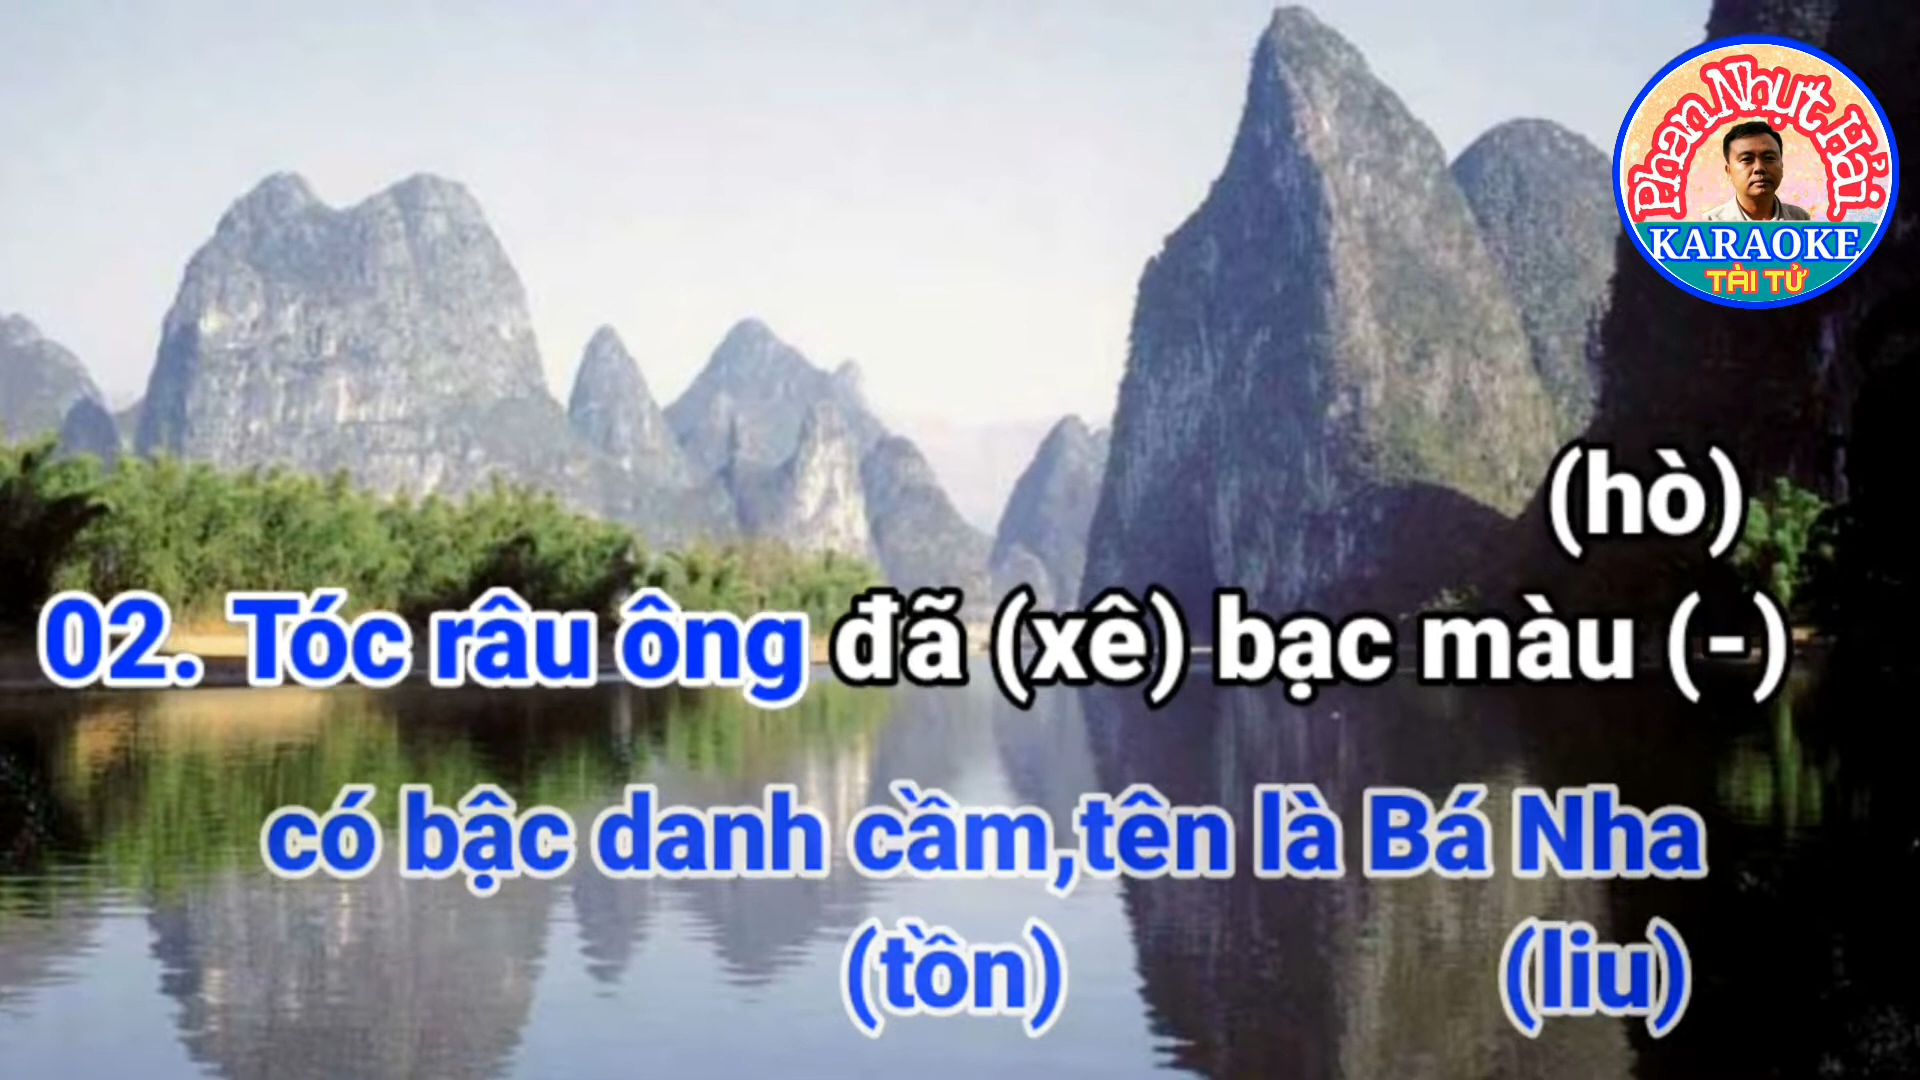 Phan Nhựt Hải
KARAOKE
TÀI TỬ
(hò)
02. Tóc râu ông đã (xê) bạc màu (-)
có bậc danh cầm,tên là Bá Nha
(tồn) (liu)